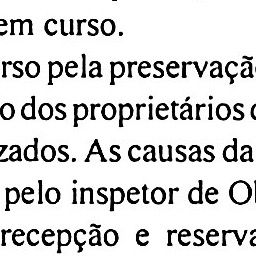 em curso.
rso pela preservaçã
o dos proprietários
zados. As causas da
pelo inspetor de O
recepção e reserva